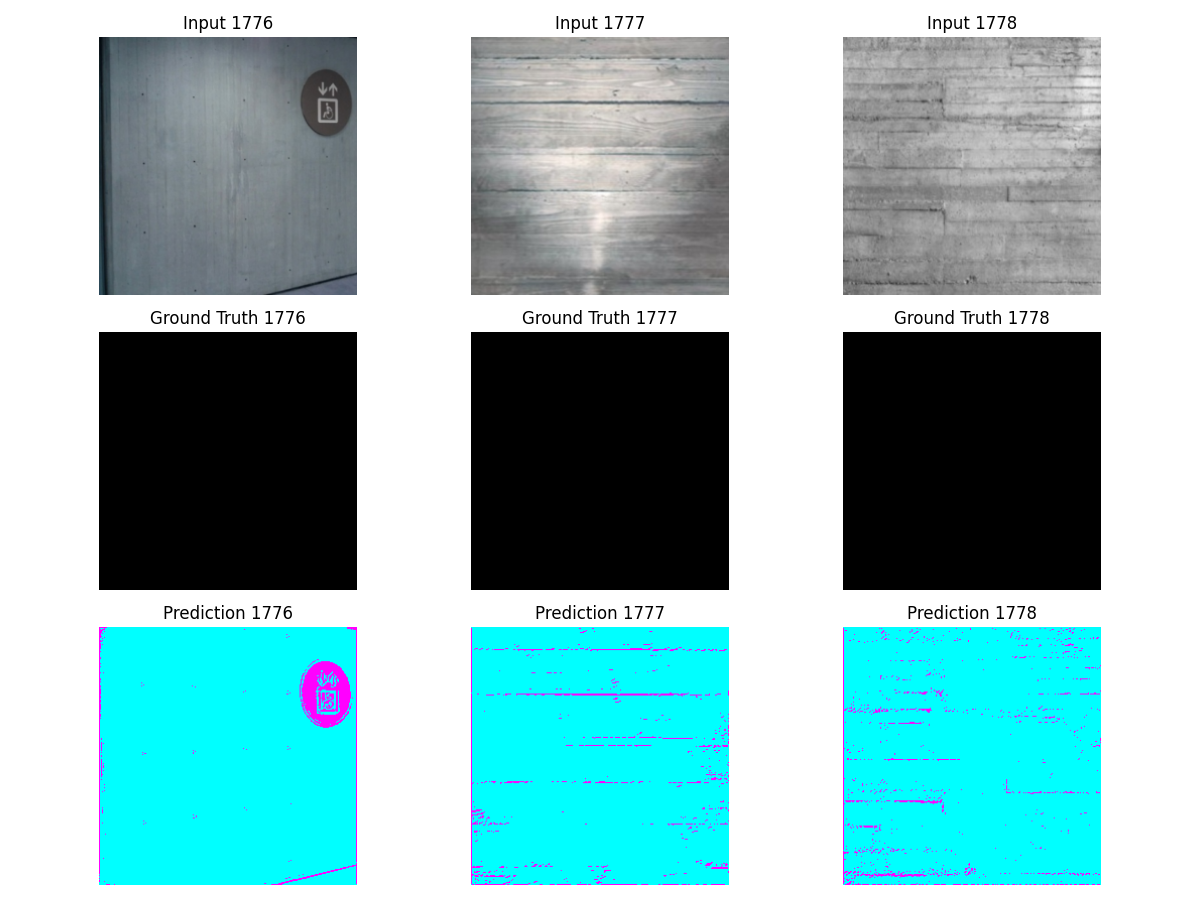 Input 1776
Input 1777
Input 1778
Ground Truth 1776
Ground Truth 1777
Ground Truth 1778
Prediction 1776
Prediction 1777
Prediction 1778